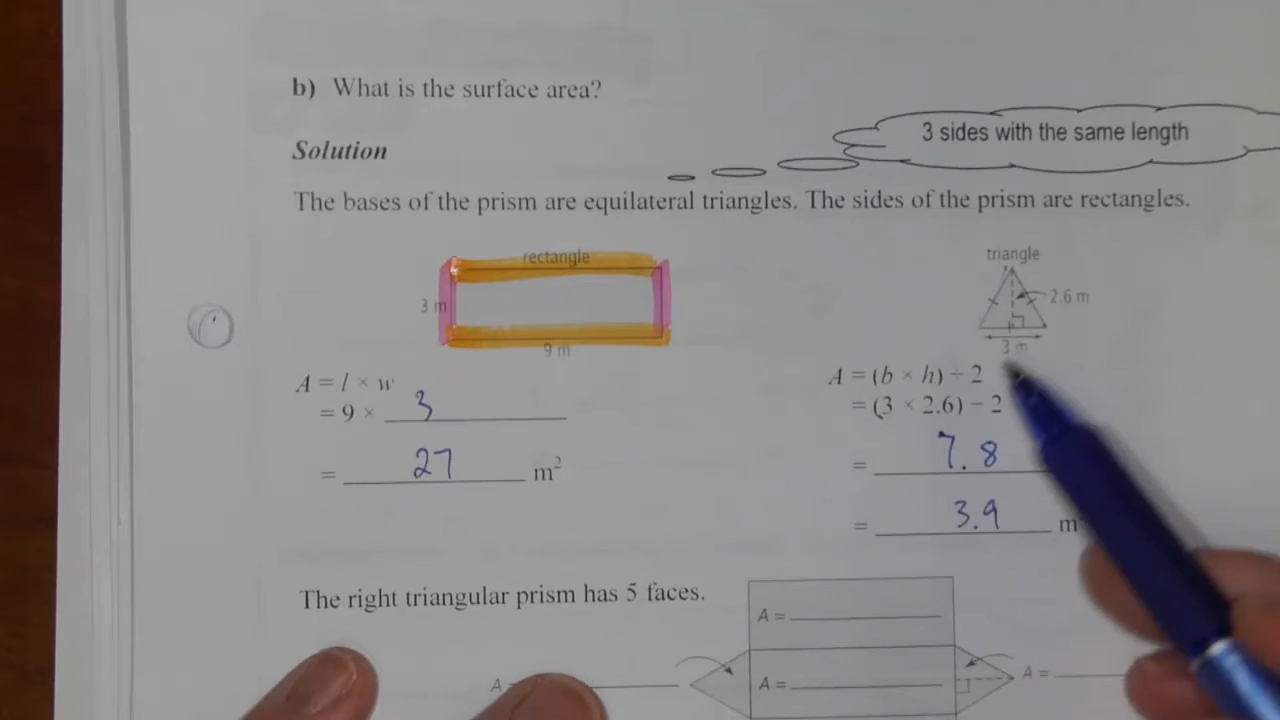 b) What is the surface area?
3 sides with the same length
Solution
The bases of the prism are equilateral triangles. The sides of the prism are rectangles.
rectangle
3 m
9 m
triangle
2.6 m
3 m
A = l × w
= 9 × 3
= 27 m²
A = (b × h) ÷ 2
= (3 × 2.6) ÷ 2
= 7.8
= 3.9 m
The right triangular prism has 5 faces.
A =
A =
A =
A =